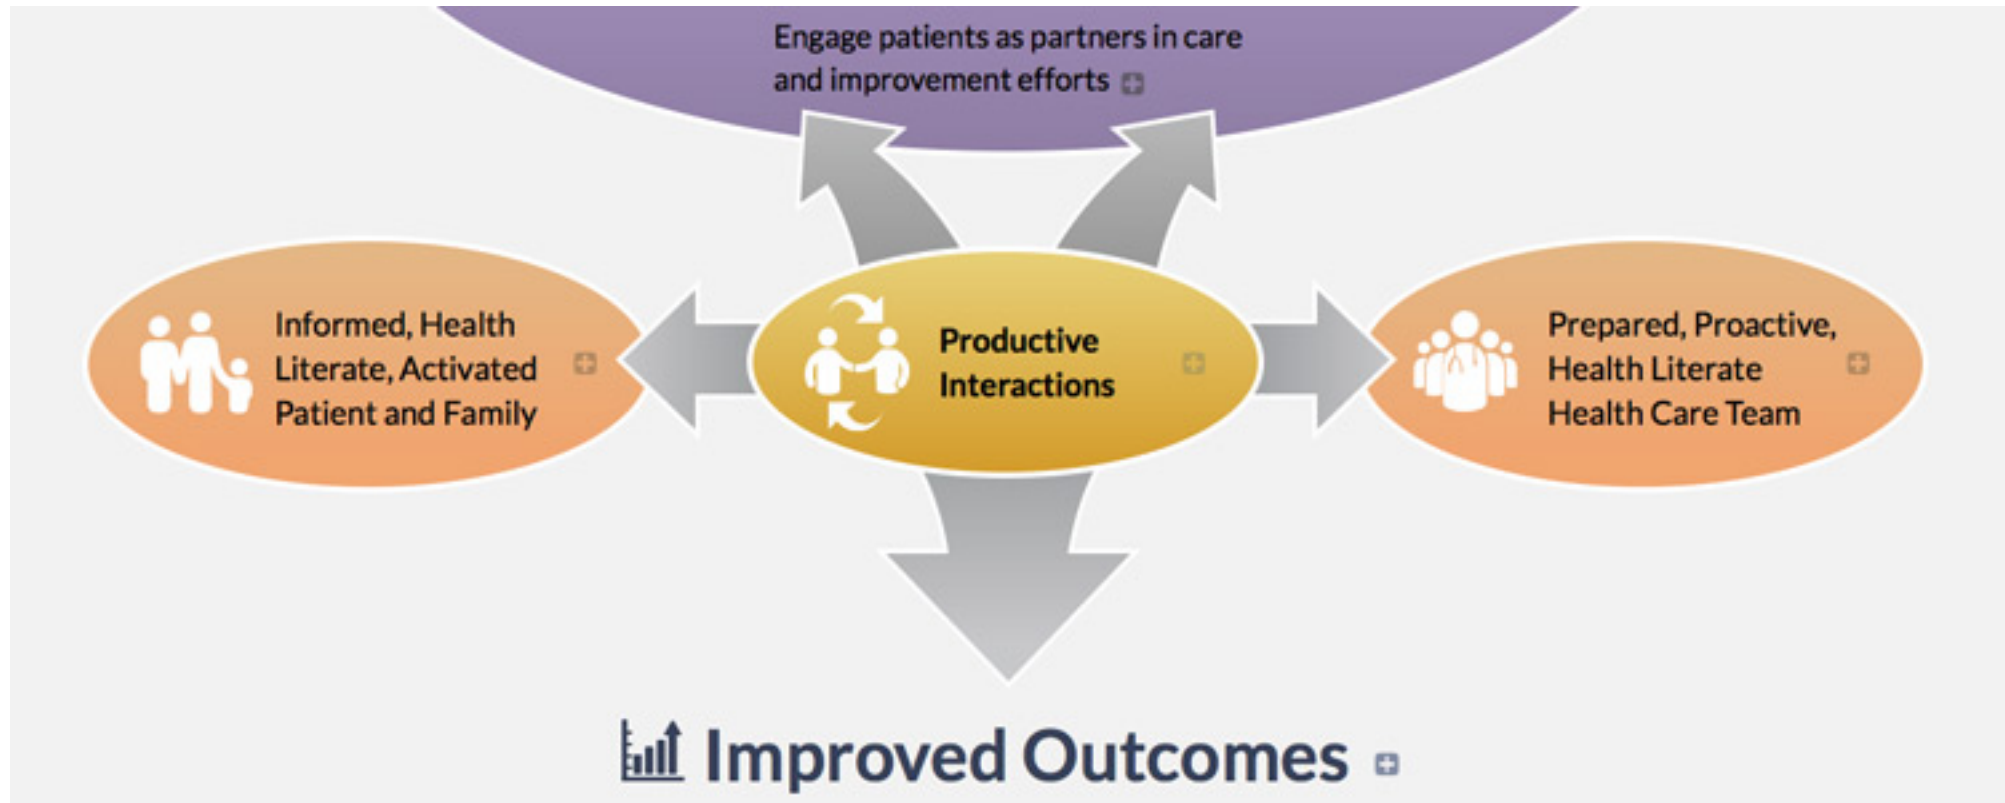 Engage patients as partners in care
and improvement efforts
Informed, Health
Literate, Activated
Patient and Family
Productive
Interactions
Prepared, Proactive,
Health Literate
Health Care Team
Improved Outcomes